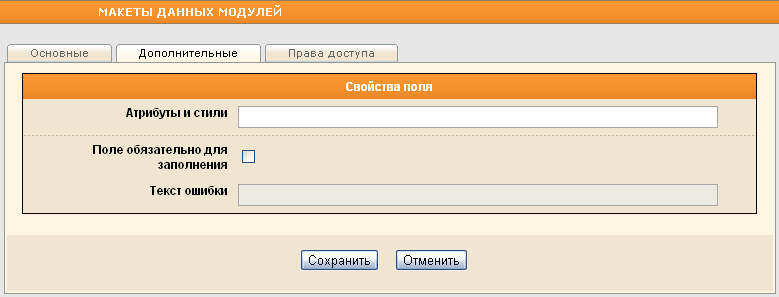 МАКЕТЫ ДАННЫХ МОДУЛЕЙ
Основные Дополнительные Права доступа
Свойства поля
Атрибуты и стили
Поле обязательно для
заполнения
Текст ошибки
Сохранить Отменить